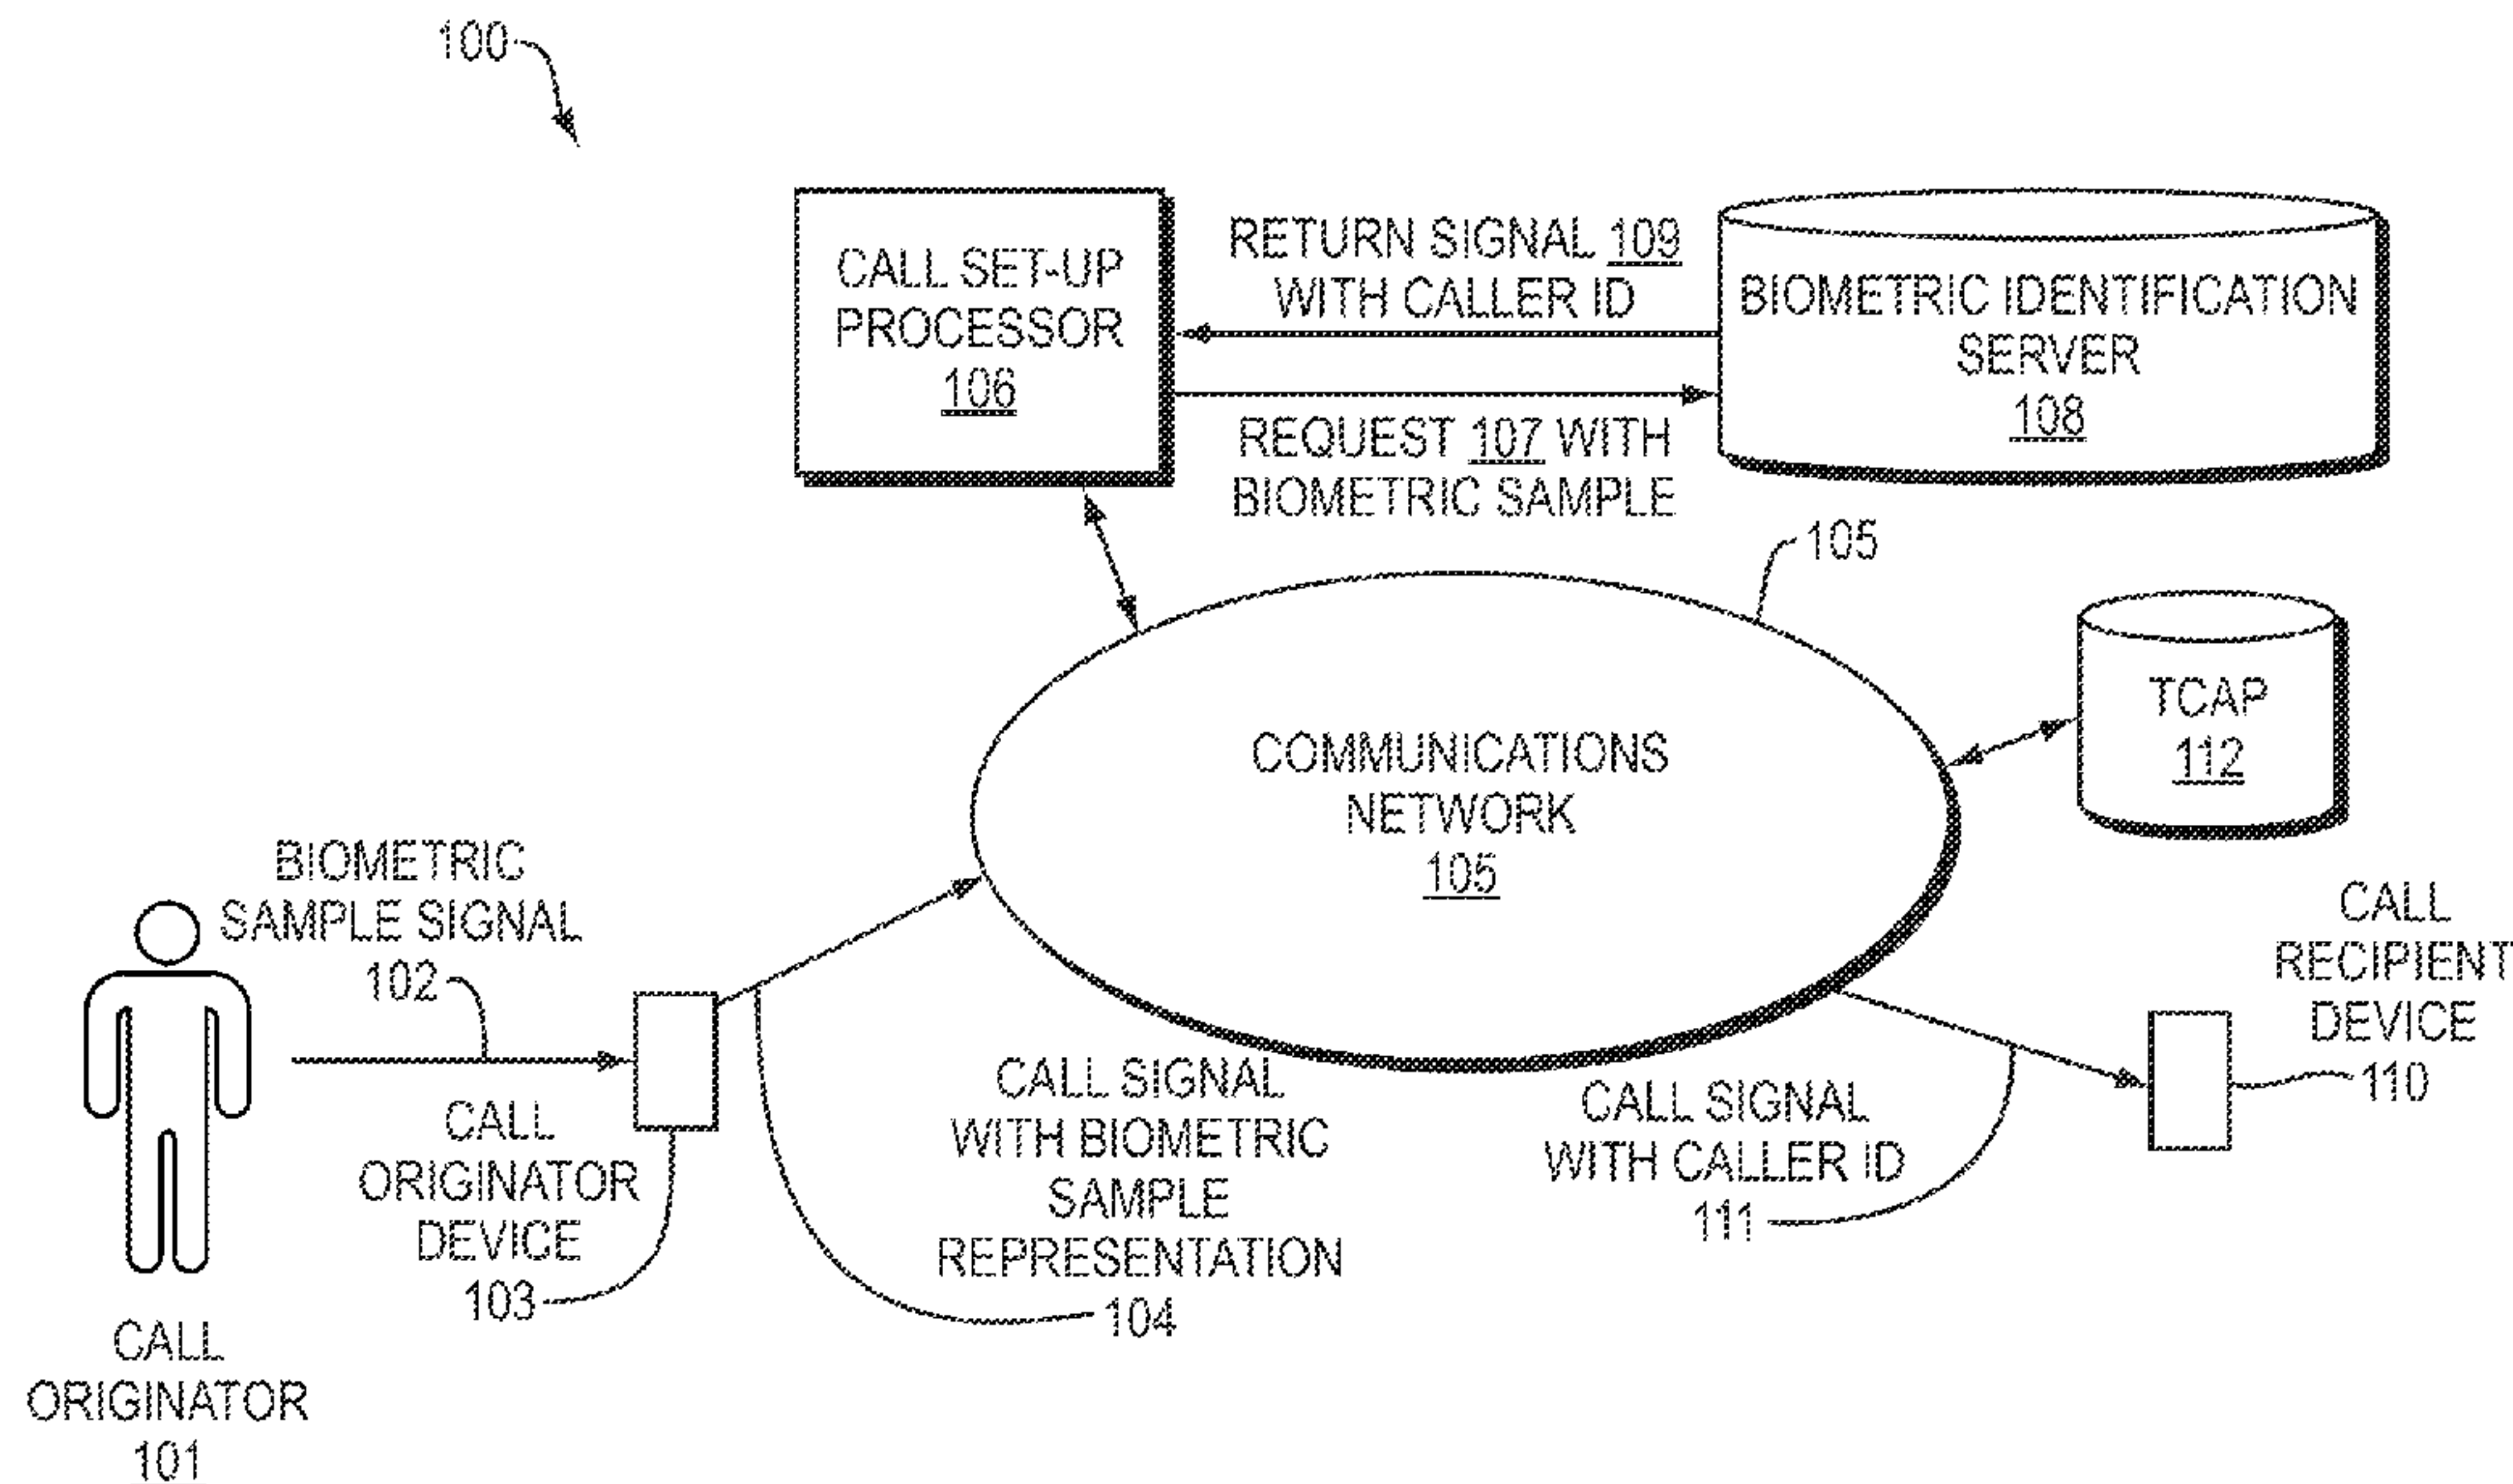 100
CALL SET-UP
PROCESSOR
106
RETURN SIGNAL 109
WITH CALLER ID
REQUEST 107 WITH
BIOMETRIC SAMPLE
BIOMETRIC IDENTIFICATION
SERVER
108
105
COMMUNICATIONS
NETWORK
105
TCAP
112
BIOMETRIC
SAMPLE SIGNAL
102
CALL
ORIGINATOR
101
CALL
ORIGINATOR
DEVICE
103
CALL SIGNAL
WITH BIOMETRIC
SAMPLE
REPRESENTATION
104
CALL SIGNAL
WITH CALLER ID
111
CALL
RECIPIENT
DEVICE
110